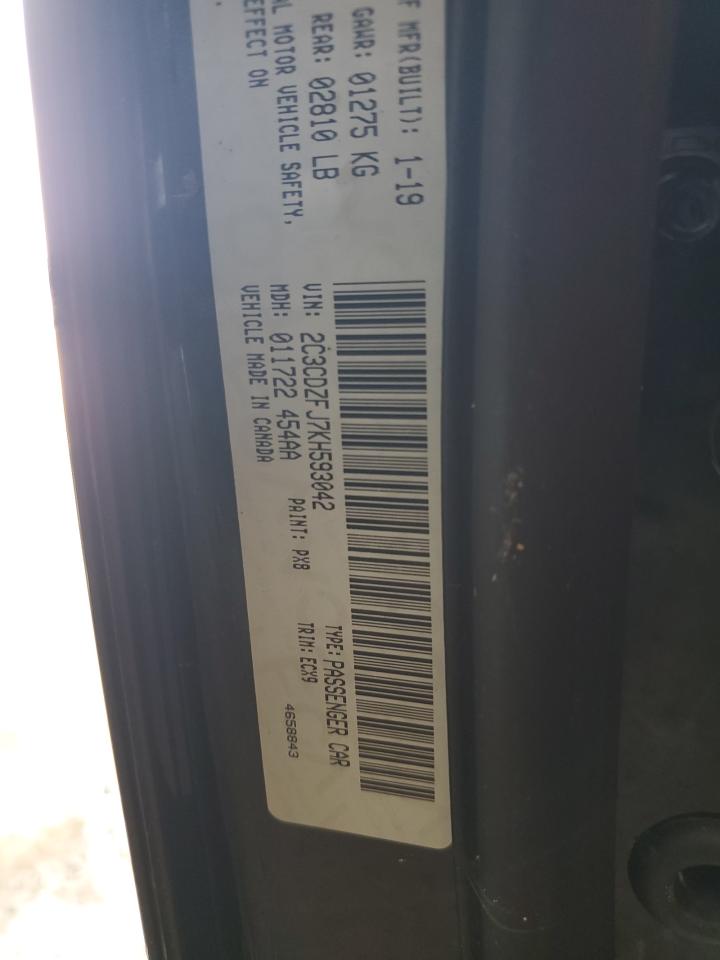 F MFR(BUILT): 1-19
GAWR: 01275 KG
REAR: 02810 LB
AL MOTOR VEHICLE SAFETY,
EFFECT ON
VIN: 2C3CDZFJ7KH593042 TYPE: PASSENGER CAR
MDH: 011722 454AA PAINT: PX8 TRIM: ECX9
VEHICLE MADE IN CANADA 4658843